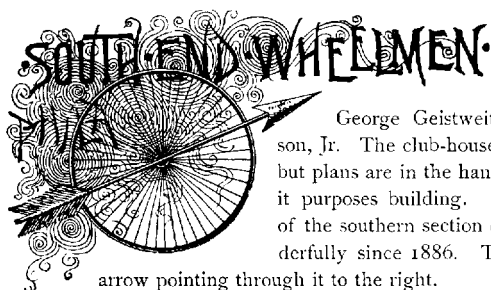 ·SOUTH·END·WHEELMEN·
PHILA
George Geistweit
son, Jr. The club-house
but plans are in the han
it purposes building.
of the southern section
derfully since 1886. T
arrow pointing through it to the right.